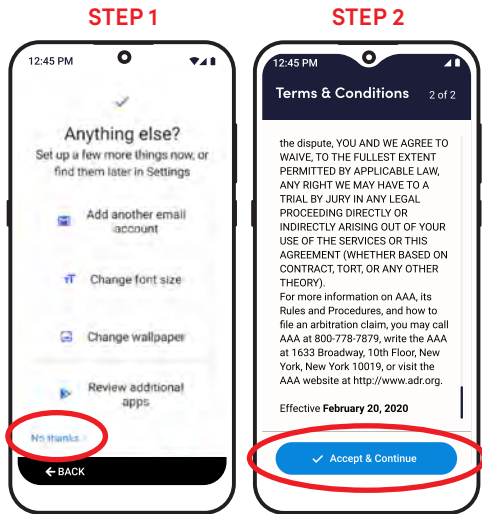 STEP 1
12:45 PM
Anything else?
Set up a few more things now, or
find them later in Settings
Add another email
account
Change font size
Change wallpaper
Review additional
apps
No thanks
BACK
STEP 2
12:45 PM
Terms & Conditions 2 of 2
the dispute, YOU AND WE AGREE TO
WAIVE, TO THE FULLEST EXTENT
PERMITTED BY APPLICABLE LAW,
ANY RIGHT WE MAY HAVE TO A
TRIAL BY JURY IN ANY LEGAL
PROCEEDING DIRECTLY OR
INDIRECTLY ARISING OUT OF YOUR
USE OF THE SERVICES OR THIS
AGREEMENT (WHETHER BASED ON
CONTRACT, TORT, OR ANY OTHER
THEORY).
For more information on AAA, its
Rules and Procedures, and how to
file an arbitration claim, you may call
AAA at 800-778-7879, write the AAA
at 1633 Broadway, 10th Floor, New
York, New York 10019, or visit the
AAA website at http://www.adr.org.
Effective February 20, 2020
Accept & Continue